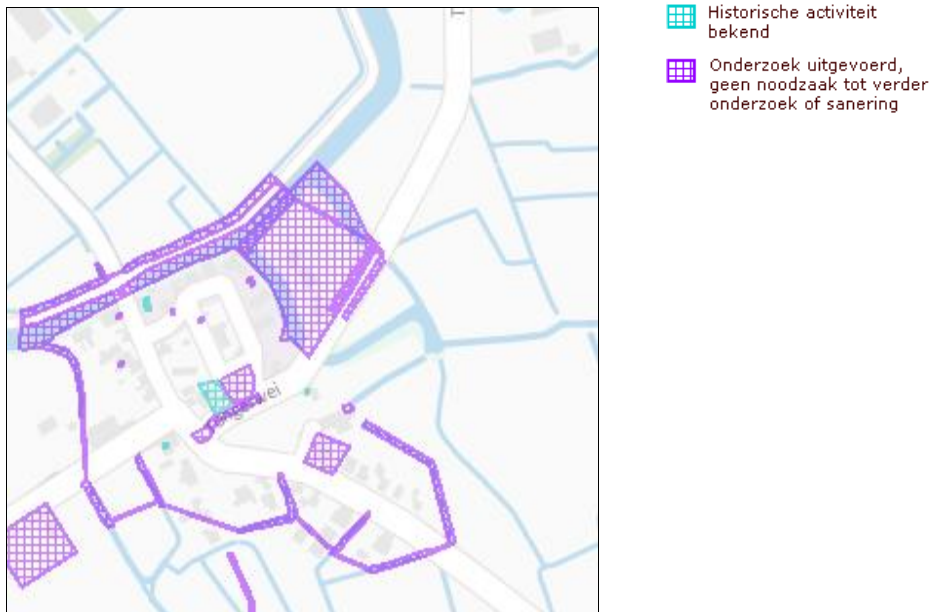 Historische activiteit
bekend
Onderzoek uitgevoerd,
geen noodzaak tot verder
onderzoek of sanering